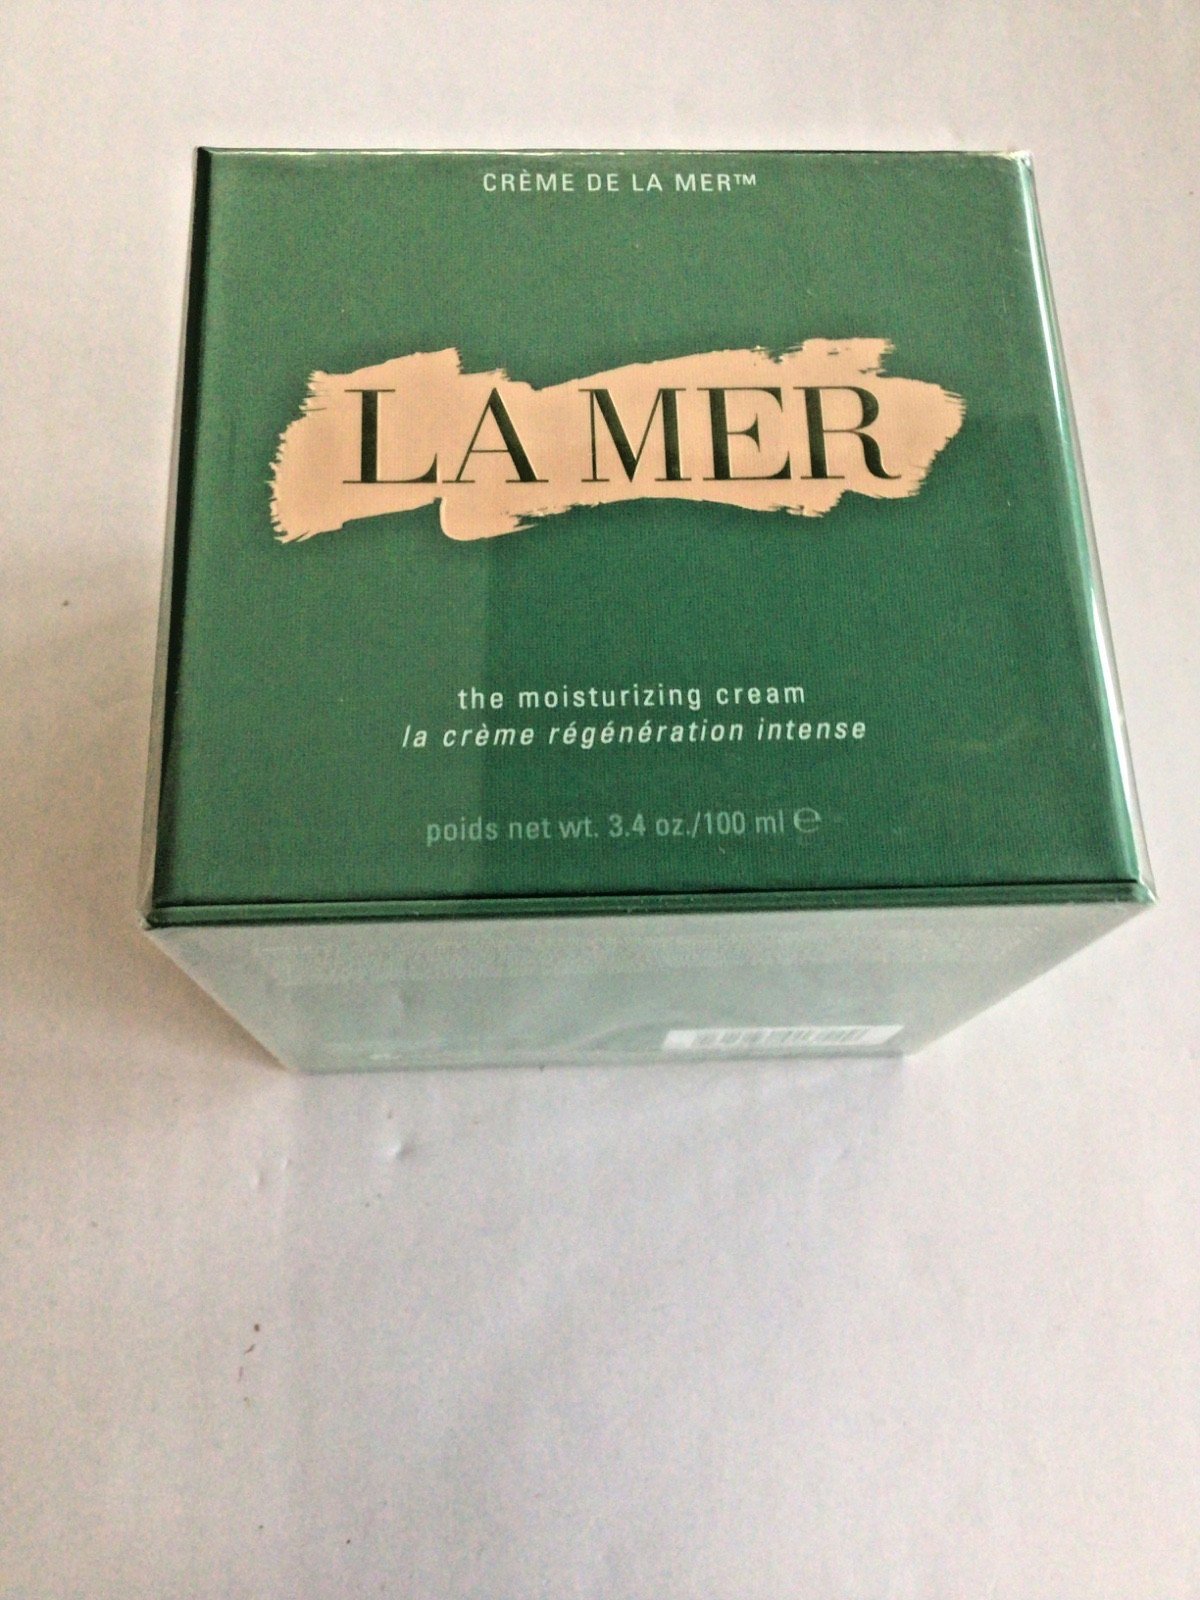 CRÈME DE LA MER™
LA MER
the moisturizing cream
la crème régénération intense
poids net wt. 3.4 oz./100 ml ℮